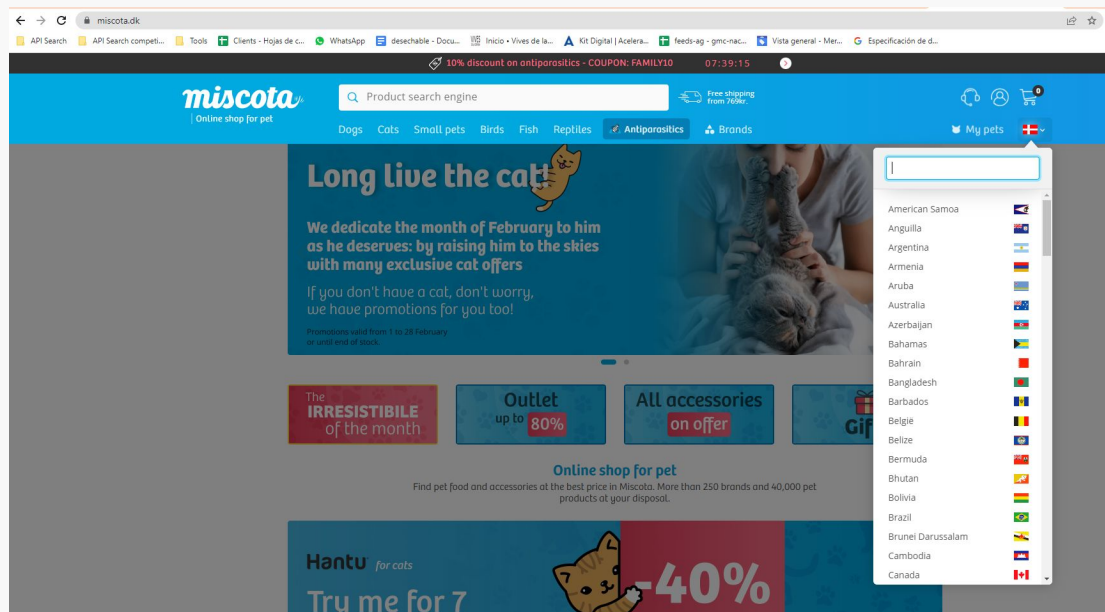 miscota.dk
API Search
API Search competi...
Tools
Clients - Hojas de c...
WhatsApp
desechable - Docu...
Inicio • Vives de la...
Kit Digital | Acelera...
feeds-ag - gmc-nac...
Vista general - Mer...
Especificación de d...
10% discount on antiparasitics - COUPON: FAMILY10 07:39:15
miscota
Online shop for pet
Product search engine
Free shipping
from 769kr.
0
Dogs Cats Small pets Birds Fish Reptiles Antiparasitics Brands
My pets
Long live the cat!
We dedicate the month of February to him
as he deserves: by raising him to the skies
with many exclusive cat offers
If you don't have a cat, don't worry,
we have promotions for you too!
Promotions valid from 1 to 28 February
or until end of stock.
American Samoa
Anguilla
Argentina
Armenia
Aruba
Australia
Azerbaijan
Bahamas
Bahrain
Bangladesh
Barbados
België
Belize
Bermuda
Bhutan
Bolivia
Brazil
Brunei Darussalam
Cambodia
Canada
The
IRRESISTIBLE
of the month
Outlet
up to 80%
All accessories
on offer
Gif
Online shop for pet
Find pet food and accessories at the best price in Miscota. More than 250 brands and 40,000 pet
products at your disposal.
Hantu for cats
Try me for 7
-40%